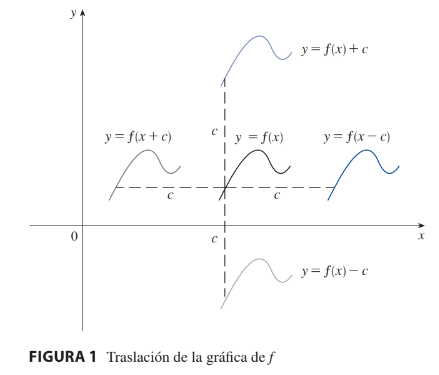 y
y = f(x) + c
y = f(x + c)
c
y = f(x)
y = f(x − c)
c
c
0
c
x
y = f(x) − c
FIGURA 1 Traslación de la gráfica de f